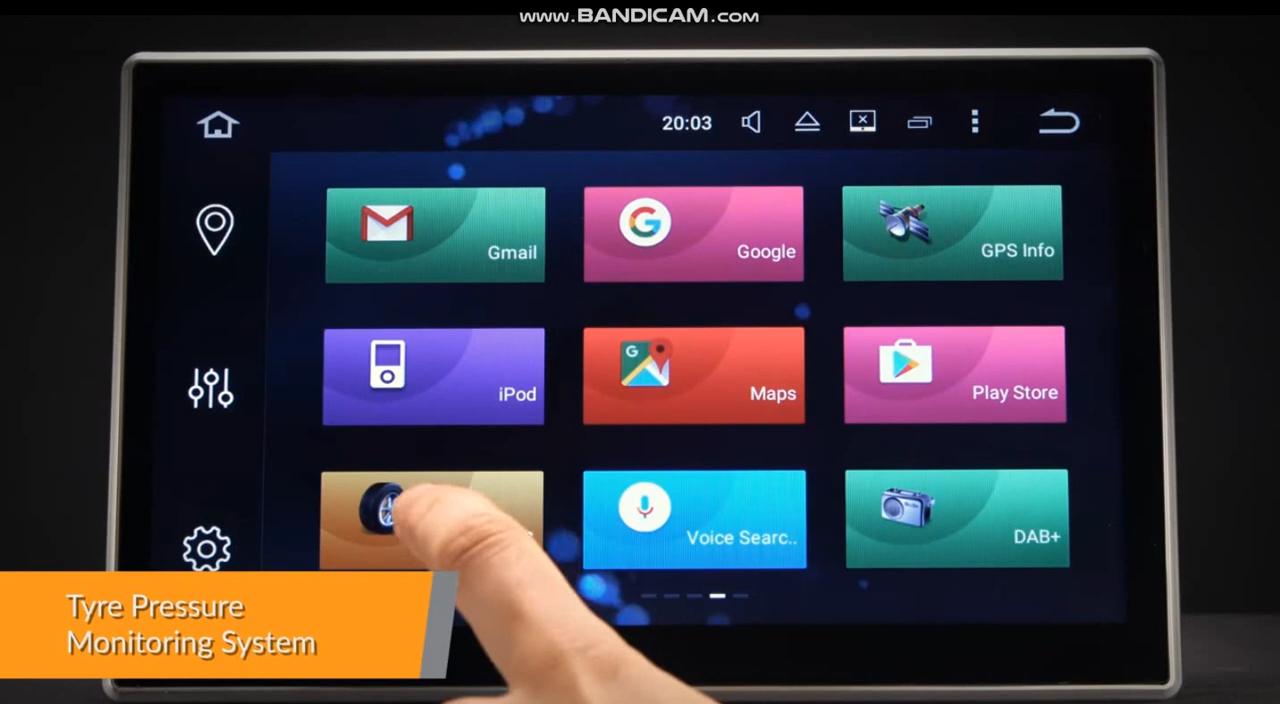 www.BANDICAM.com
20:03
Gmail
Google
GPS Info
iPod
Maps
Play Store
Voice Searc..
DAB+
Tyre Pressure
Monitoring System